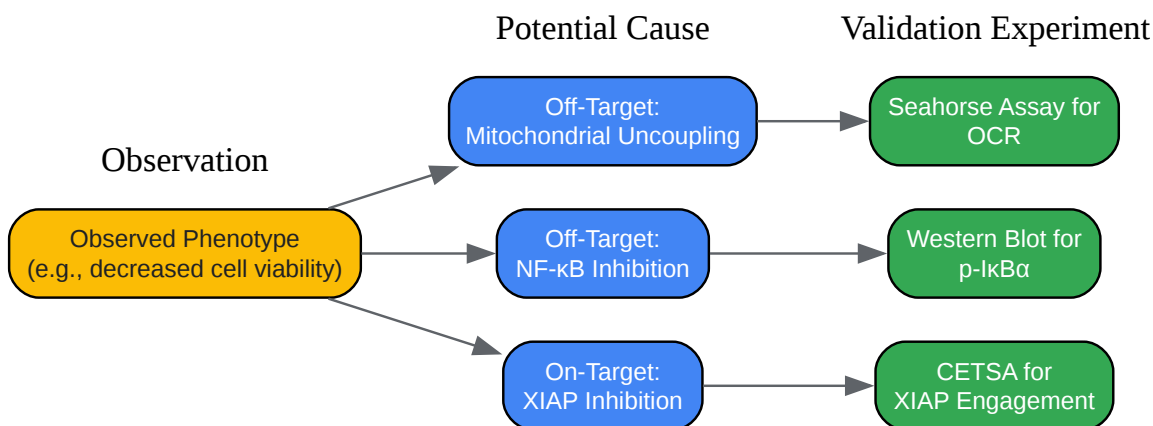 Potential Cause
Validation Experiment
Observation
Off-Target:
Mitochondrial Uncoupling
Seahorse Assay for
OCR
Observed Phenotype
(e.g., decreased cell viability)
Off-Target:
NF-κB Inhibition
Western Blot for
p-IκBα
On-Target:
XIAP Inhibition
CETSA for
XIAP Engagement